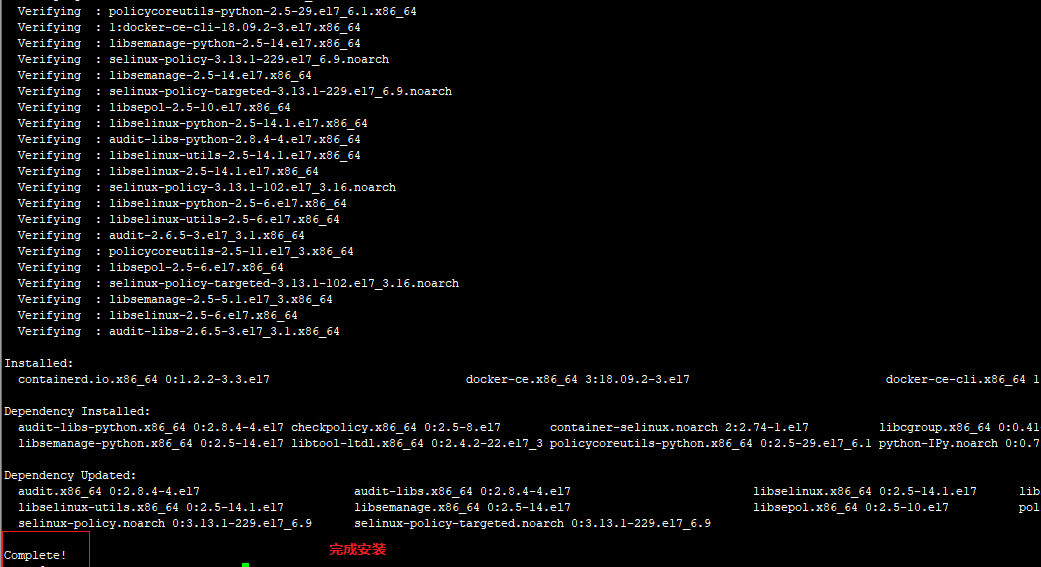 Verifying  : policycoreutils-python-2.5-29.el7_6.1.x86_64
Verifying  : 1:docker-ce-cli-18.09.2-3.el7.x86_64
Verifying  : libsemanage-python-2.5-14.el7.x86_64
Verifying  : selinux-policy-3.13.1-229.el7_6.9.noarch
Verifying  : libsemanage-2.5-14.el7.x86_64
Verifying  : selinux-policy-targeted-3.13.1-229.el7_6.9.noarch
Verifying  : libsepol-2.5-10.el7.x86_64
Verifying  : libselinux-python-2.5-14.1.el7.x86_64
Verifying  : audit-libs-python-2.8.4-4.el7.x86_64
Verifying  : libselinux-utils-2.5-14.1.el7.x86_64
Verifying  : libselinux-2.5-14.1.el7.x86_64
Verifying  : selinux-policy-3.13.1-102.el7_3.16.noarch
Verifying  : libselinux-python-2.5-6.el7.x86_64
Verifying  : libselinux-utils-2.5-6.el7.x86_64
Verifying  : audit-2.6.5-3.el7_3.1.x86_64
Verifying  : policycoreutils-2.5-11.el7_3.x86_64
Verifying  : libsepol-2.5-6.el7.x86_64
Verifying  : selinux-policy-targeted-3.13.1-102.el7_3.16.noarch
Verifying  : libsemanage-2.5-5.1.el7_3.x86_64
Verifying  : libselinux-2.5-6.el7.x86_64
Verifying  : audit-libs-2.6.5-3.el7_3.1.x86_64
Installed:
containerd.io.x86_64 0:1.2.2-3.3.el7 docker-ce.x86_64 3:18.09.2-3.el7 docker-ce-cli.x86_64 1
Dependency Installed:
audit-libs-python.x86_64 0:2.8.4-4.el7 checkpolicy.x86_64 0:2.5-8.el7 container-selinux.noarch 2:2.74-1.el7 libcgroup.x86_64 0:0.41
libsemanage-python.x86_64 0:2.5-14.el7 libtool-ltdl.x86_64 0:2.4.2-22.el7_3 policycoreutils-python.x86_64 0:2.5-29.el7_6.1 python-IPy.noarch 0:0.7
Dependency Updated:
audit.x86_64 0:2.8.4-4.el7 audit-libs.x86_64 0:2.8.4-4.el7 libselinux.x86_64 0:2.5-14.1.el7 lib
libselinux-utils.x86_64 0:2.5-14.1.el7 libsemanage.x86_64 0:2.5-14.el7 libsepol.x86_64 0:2.5-10.el7 pol
selinux-policy.noarch 0:3.13.1-229.el7_6.9 selinux-policy-targeted.noarch 0:3.13.1-229.el7_6.9
Complete! 完成安装